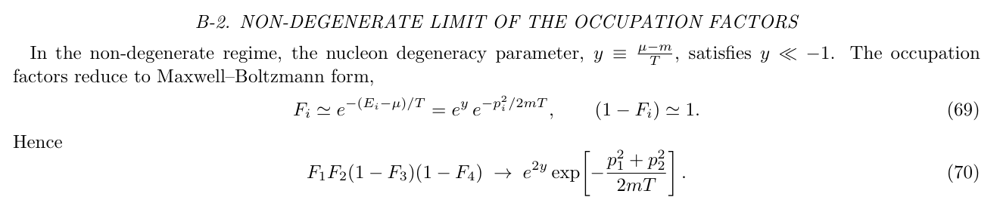 B-2. NON-DEGENERATE LIMIT OF THE OCCUPATION FACTORS
In the non-degenerate regime, the nucleon degeneracy parameter, $y \equiv \frac{\mu - m}{T}$, satisfies $y \ll -1$. The occupation
factors reduce to Maxwell–Boltzmann form,
$F_i \simeq e^{-(E_i-\mu)/T} = e^y \, e^{-p_i^2/2mT}, \qquad (1 - F_i) \simeq 1.$ (69)
Hence
$F_1 F_2 (1 - F_3)(1 - F_4) \; \rightarrow \; e^{2y} \exp\left[-\frac{p_1^2 + p_2^2}{2mT}\right].$ (70)